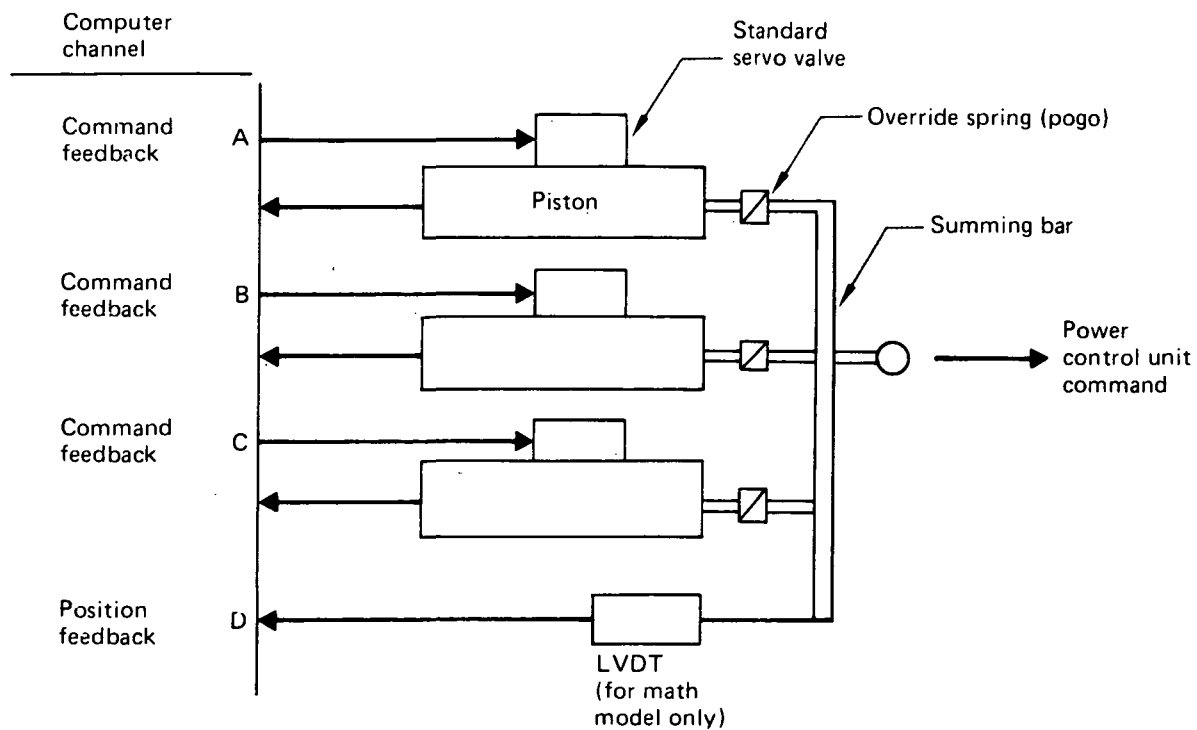 Computer
channel
Standard
servo valve
Command
feedback
A
Override spring (pogo)
Piston
Summing bar
Command
feedback
B
Power
control unit
command
Command
feedback
C
Position
feedback
D
LVDT
(for math
model only)